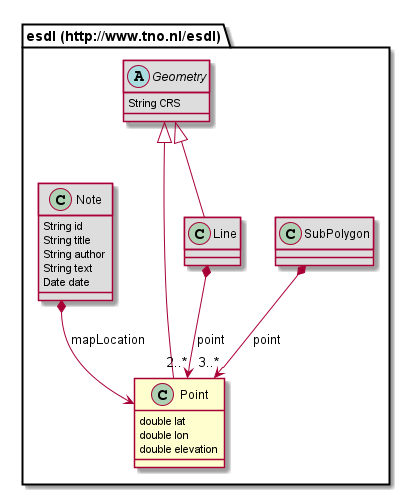 esdl (http://www.tno.nl/esdl)
A Geometry
String CRS
C Note
String id
String title
String author
String text
Date date
C Line
C SubPolygon
mapLocation
point
point
2..*
3..*
C Point
double lat
double lon
double elevation